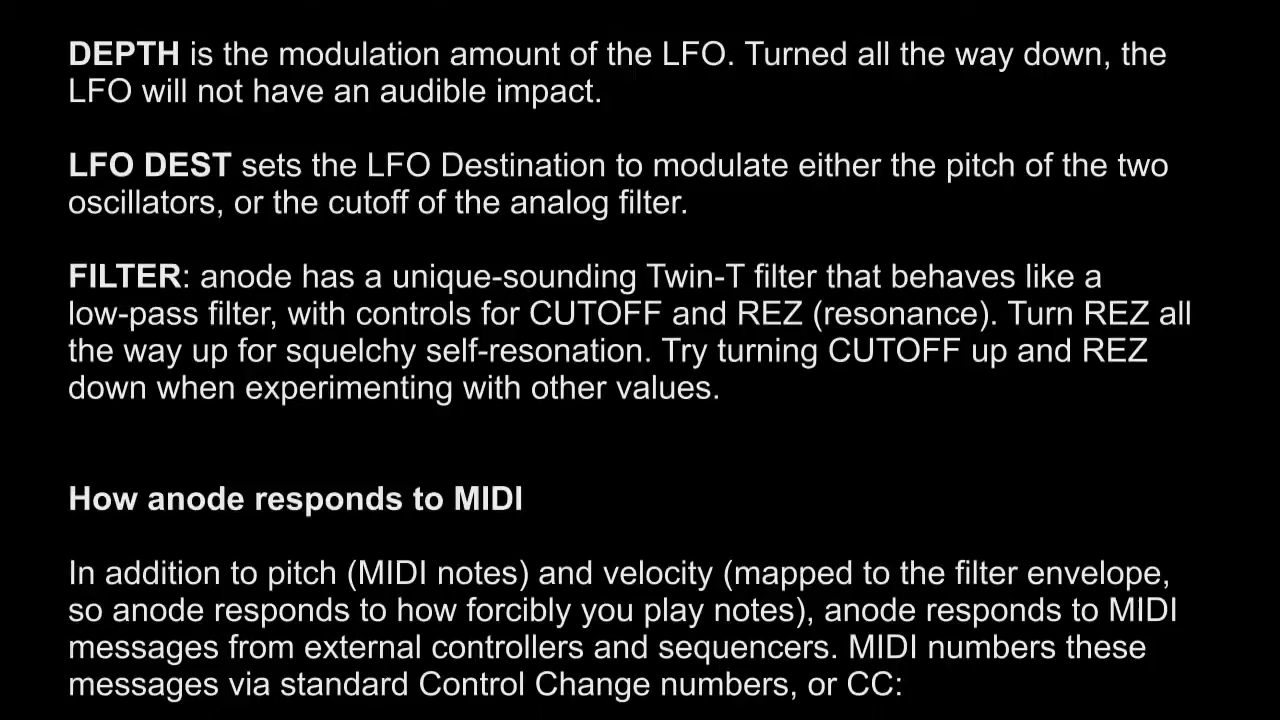 DEPTH is the modulation amount of the LFO. Turned all the way down, the
LFO will not have an audible impact.
LFO DEST sets the LFO Destination to modulate either the pitch of the two
oscillators, or the cutoff of the analog filter.
FILTER: anode has a unique-sounding Twin-T filter that behaves like a
low-pass filter, with controls for CUTOFF and REZ (resonance). Turn REZ all
the way up for squelchy self-resonation. Try turning CUTOFF up and REZ
down when experimenting with other values.
How anode responds to MIDI
In addition to pitch (MIDI notes) and velocity (mapped to the filter envelope,
so anode responds to how forcibly you play notes), anode responds to MIDI
messages from external controllers and sequencers. MIDI numbers these
messages via standard Control Change numbers, or CC: